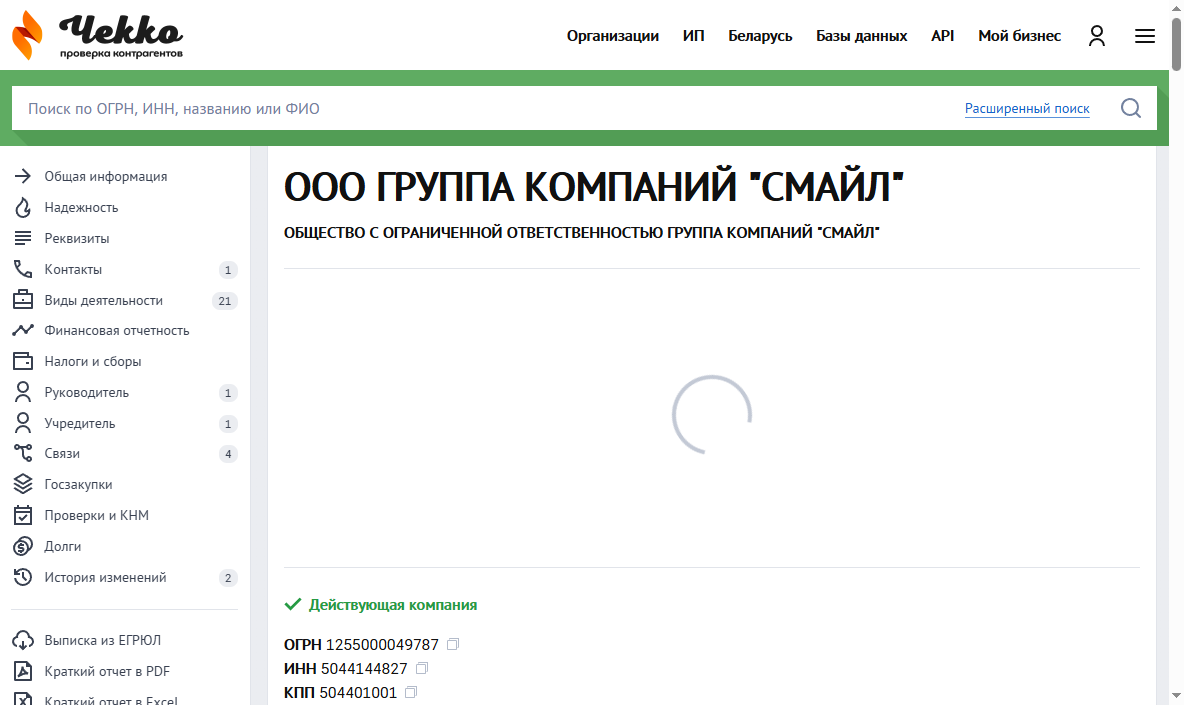 Чекко
проверка контрагентов
Организации ИП Беларусь Базы данных API Мой бизнес
Поиск по ОГРН, ИНН, названию или ФИО Расширенный поиск
Общая информация
Надежность
Реквизиты
Контакты 1
Виды деятельности 21
Финансовая отчетность
Налоги и сборы
Руководитель 1
Учредитель 1
Связи 4
Госзакупки
Проверки и КНМ
Долги
История изменений 2
Выписка из ЕГРЮЛ
Краткий отчет в PDF
Краткий отчет в Excel
ООО ГРУППА КОМПАНИЙ "СМАЙЛ"
ОБЩЕСТВО С ОГРАНИЧЕННОЙ ОТВЕТСТВЕННОСТЬЮ ГРУППА КОМПАНИЙ "СМАЙЛ"
Действующая компания
ОГРН 1255000049787
ИНН 5044144827
КПП 504401001